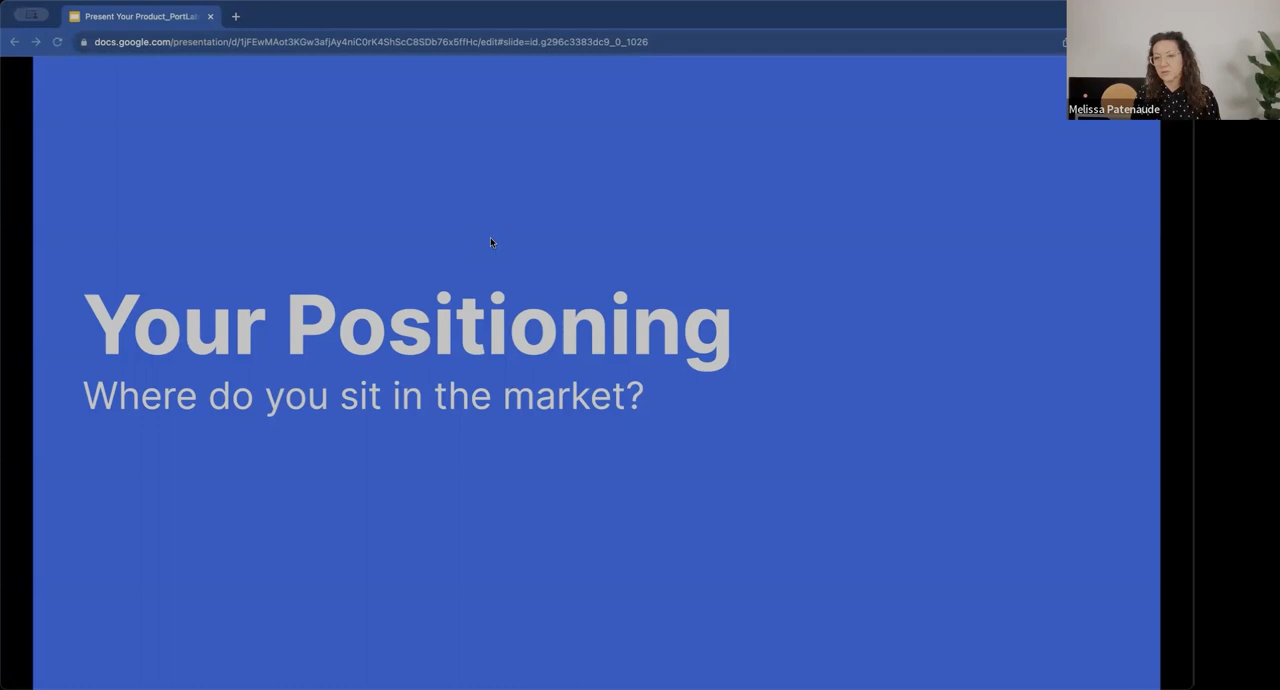 Present Your Product_PortLab
docs.google.com/presentation/d/1jFEwMAot3KGw3afjAy4niC0rK4ShScC8SDb76x5ffHc/edit#slide=id.g296c3383dc9_0_1026
Melissa Patenaude
Your Positioning
Where do you sit in the market?